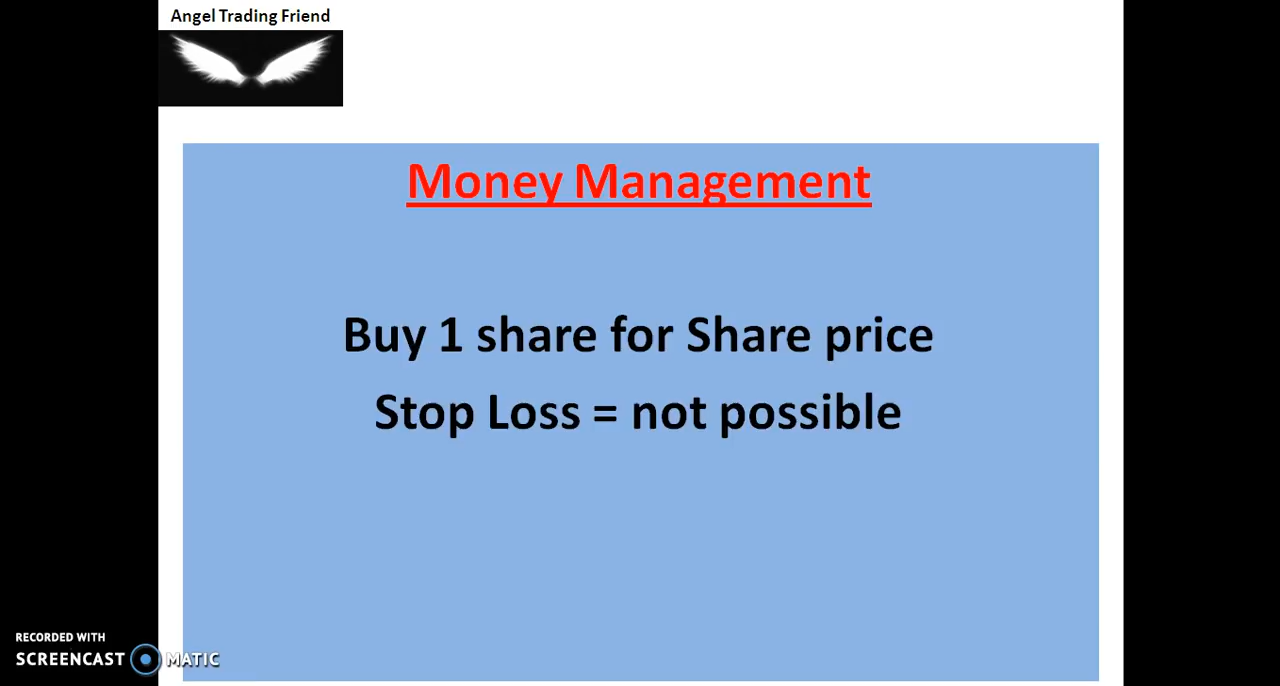 Angel Trading Friend
Money Management
Buy 1 share for Share price
Stop Loss = not possible
RECORDED WITH
SCREENCAST MATIC